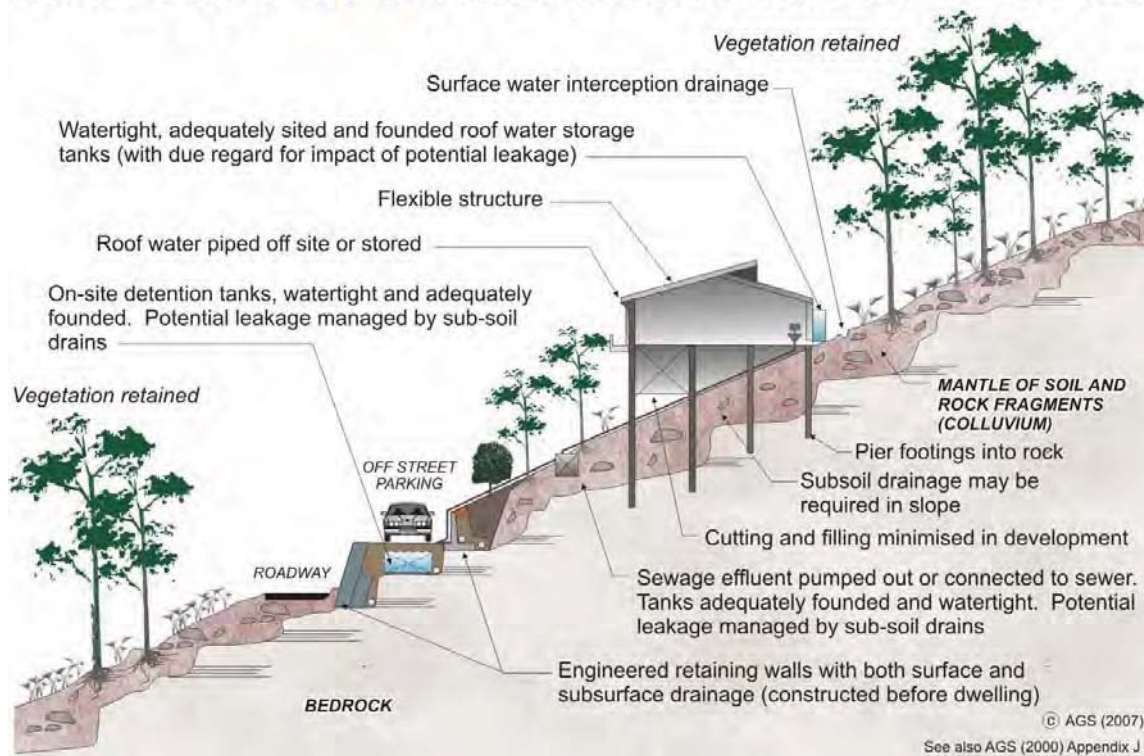 Vegetation retained
Surface water interception drainage
Watertight, adequately sited and founded roof water storage
tanks (with due regard for impact of potential leakage)
Flexible structure
Roof water piped off site or stored
On-site detention tanks, watertight and adequately
founded. Potential leakage managed by sub-soil
drains
Vegetation retained
MANTLE OF SOIL AND
ROCK FRAGMENTS
(COLLUVIUM)
Pier footings into rock
Subsoil drainage may be
required in slope
OFF STREET
PARKING
Cutting and filling minimised in development
ROADWAY
Sewage effluent pumped out or connected to sewer.
Tanks adequately founded and watertight. Potential
leakage managed by sub-soil drains
Engineered retaining walls with both surface and
subsurface drainage (constructed before dwelling)
BEDROCK
© AGS (2007)
See also AGS (2000) Appendix J